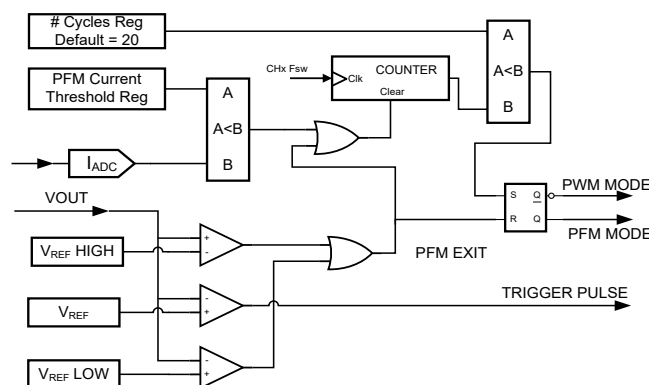 # Cycles Reg
Default = 20
A
A<B
B
CHx Fsw
COUNTER
Clk
Clear
PFM Current
Threshold Reg
A
A<B
B
IADC
VOUT
S Q
R Q
PWM MODE
PFM MODE
VREF HIGH
+
-
PFM EXIT
VREF
-
+
TRIGGER PULSE
VREF LOW
-
+